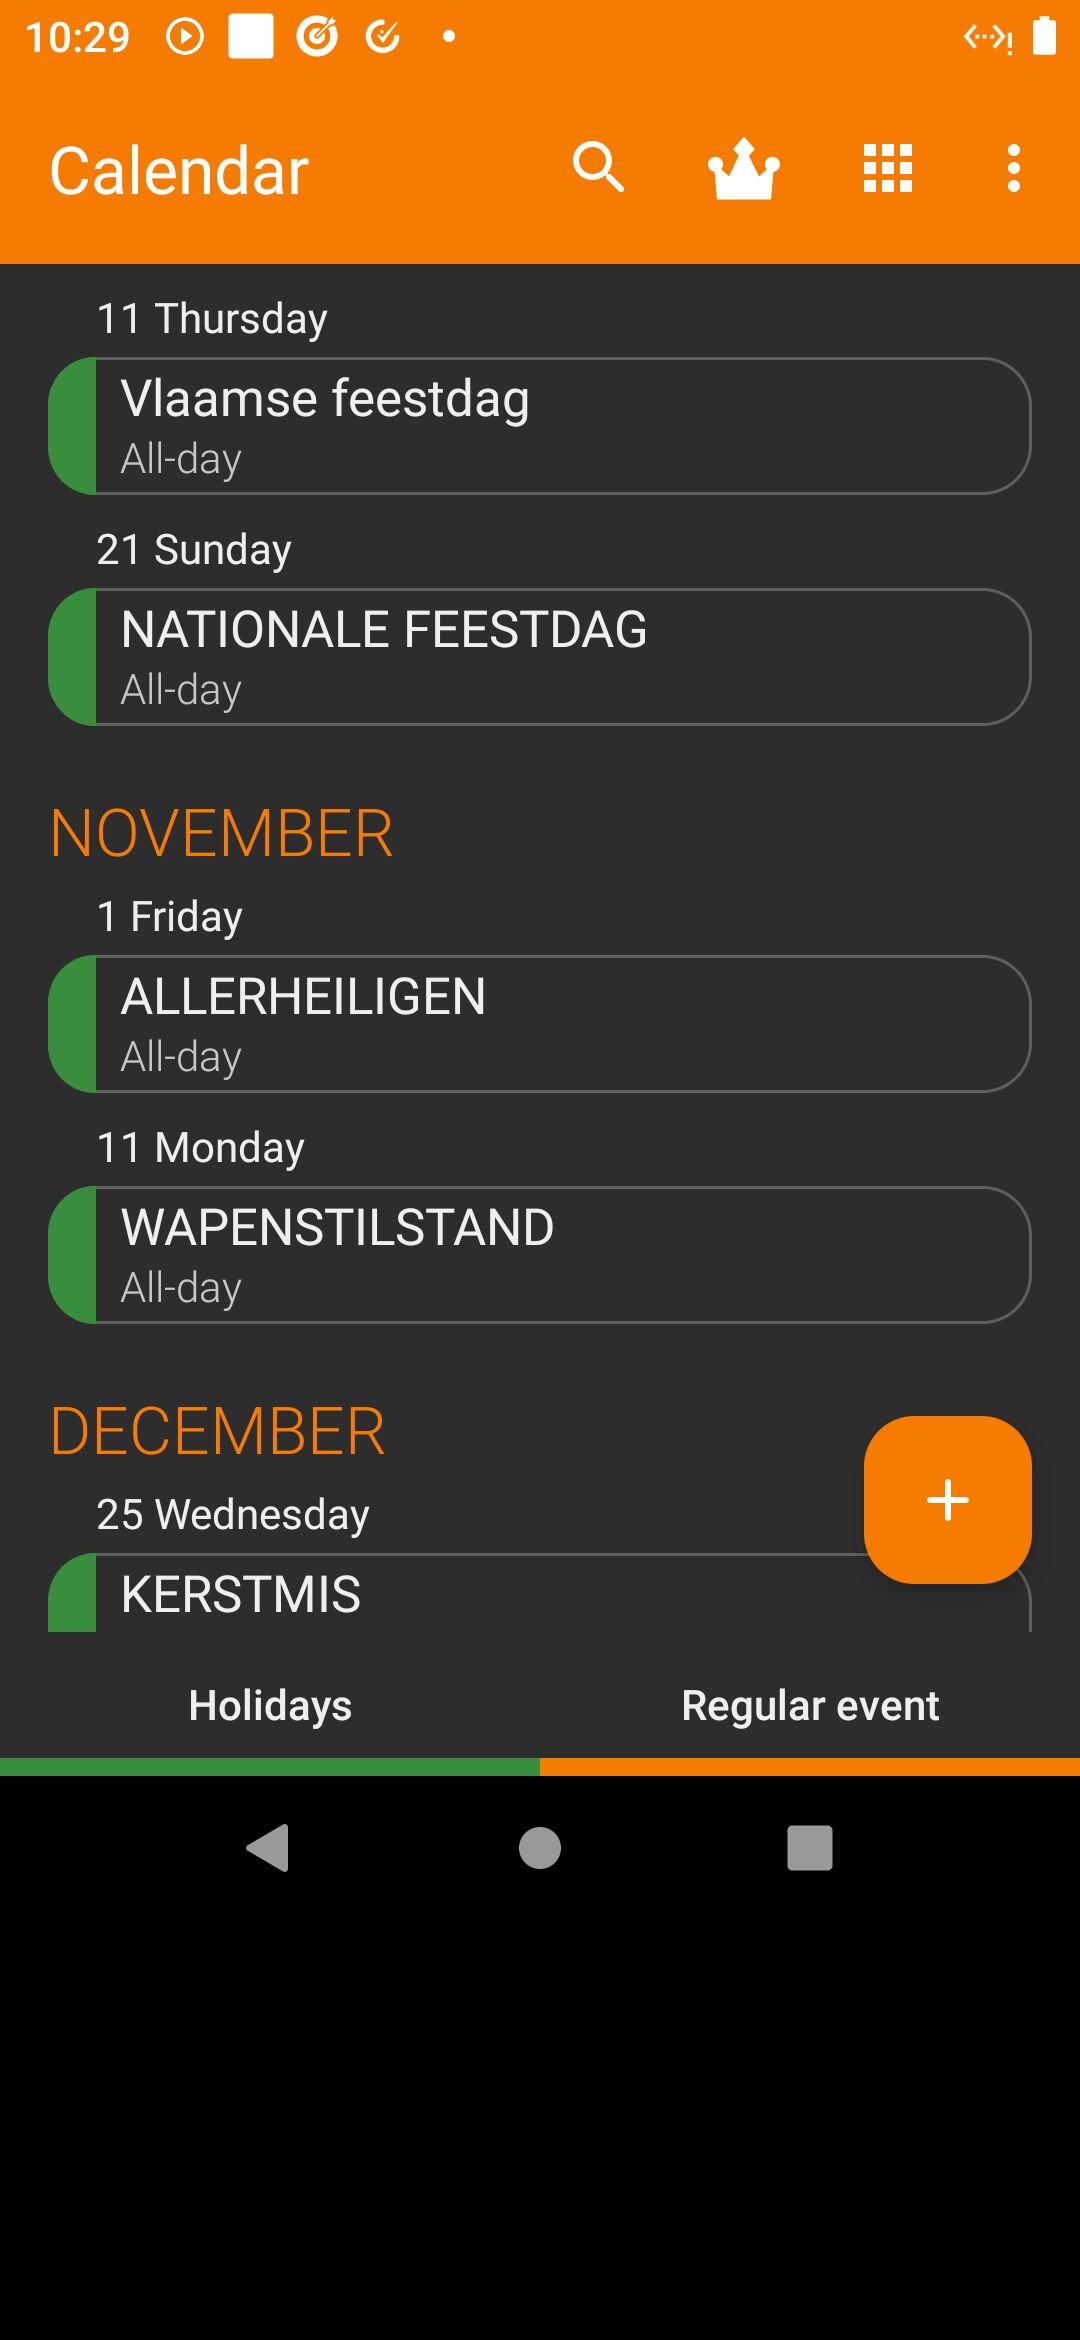 10:29
Calendar
11 Thursday
Vlaamse feestdag
All-day
21 Sunday
NATIONALE FEESTDAG
All-day
NOVEMBER
1 Friday
ALLERHEILIGEN
All-day
11 Monday
WAPENSTILSTAND
All-day
DECEMBER
25 Wednesday
KERSTMIS
Holidays
Regular event